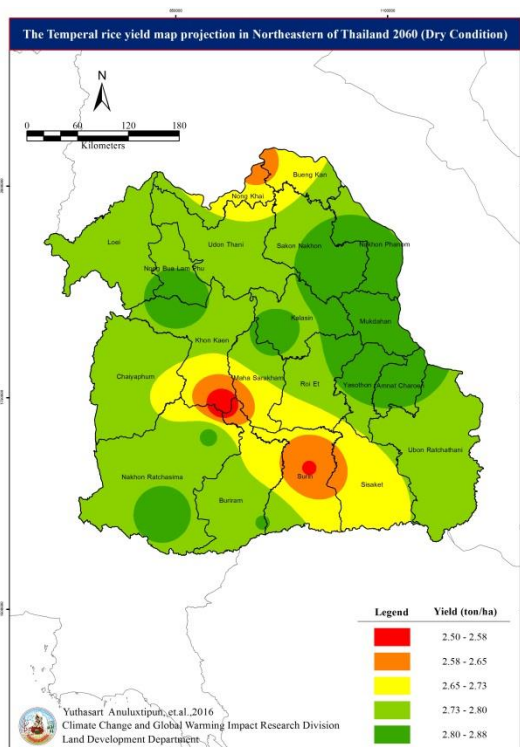 The Temperal rice yield map projection in Northeastern of Thailand 2060 (Dry Condition)
N
0 60 120 180
Kilometers
Bueng Kan
Nong Khai
Loei
Udon Thani
Sakon Nakhon
Nakhon Phanom
Nong Bua Lam Phu
Kalasin
Mukdahan
Khon Kaen
Chaiyaphum
Maha Sarakham
Roi Et
Yasothon
Amnat Charoen
Ubon Ratchathani
Nakhon Ratchasima
Surin
Sisaket
Buriram
Legend Yield (ton/ha)
2.50 - 2.58
2.58 - 2.65
2.65 - 2.73
2.73 - 2.80
2.80 - 2.88
Yuthasart Anuluxtipun, et.al.,2016
Climate Change and Global Warming Impact Research Division
Land Development Department